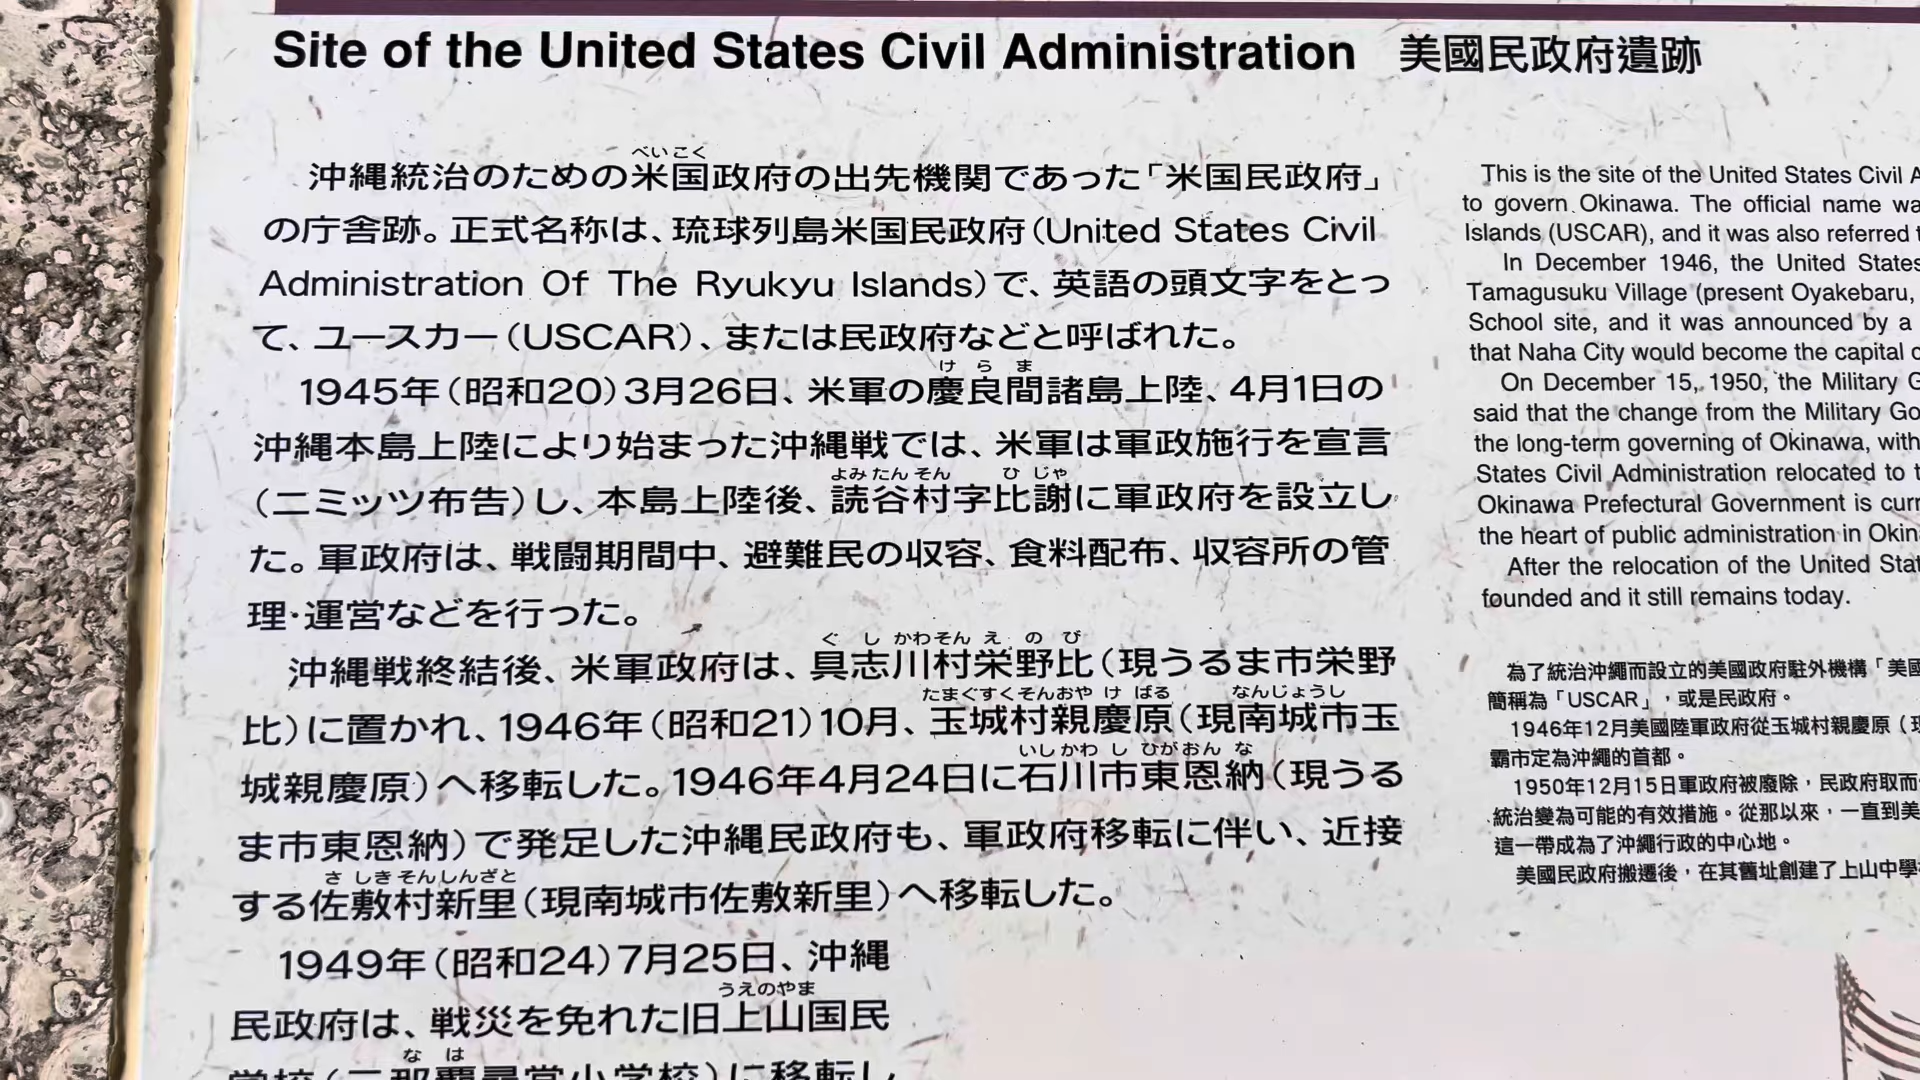 Site of the United States Civil Administration 美國民政府遺跡
べいこく
沖縄統治のための米国政府の出先機関であった「米国民政府」
の庁舎跡。正式名称は、琉球列島米国民政府(United States Civil
Administration Of The Ryukyu Islands)で、英語の頭文字をとっ
て、ユースカー(USCAR)、または民政府などと呼ばれた。
けらま
1945年(昭和20)3月26日、米軍の慶良間諸島上陸、4月1日の
沖縄本島上陸により始まった沖縄戦では、米軍は軍政施行を宣言
よみたんそん ひじゃ
(ニミッツ布告)し、本島上陸後、読谷村字比謝に軍政府を設立し
た。軍政府は、戦闘期間中、避難民の収容、食料配布、収容所の管
理・運営などを行った。
ぐしかわそんえのび
沖縄戦終結後、米軍政府は、具志川村栄野比(現うるま市栄野
たまぐすくそんおやけばる なんじょうし
比)に置かれ、1946年(昭和21)10月、玉城村親慶原(現南城市玉
いしかわしひがおんな
城親慶原)へ移転した。1946年4月24日に石川市東恩納(現うる
ま市東恩納)で発足した沖縄民政府も、軍政府移転に伴い、近接
さしきそんしんざと
する佐敷村新里(現南城市佐敷新里)へ移転した。
1949年(昭和24)7月25日、沖縄
うえのやま
民政府は、戦災を免れた旧上山国民
なは
学校(二那覇尋常小学校)に移転し
This is the site of the United States Civil A
to govern Okinawa. The official name wa
Islands (USCAR), and it was also referred t
In December 1946, the United States
Tamagusuku Village (present Oyakebaru,
School site, and it was announced by a
that Naha City would become the capital o
On December 15, 1950, the Military G
said that the change from the Military Go
the long-term governing of Okinawa, with
States Civil Administration relocated to t
Okinawa Prefectural Government is curr
the heart of public administration in Okin
After the relocation of the United Stat
founded and it still remains today.
為了統治沖繩而設立的美國政府駐外機構「美國
簡稱為「USCAR」,或是民政府。
1946年12月美國陸軍政府從玉城村親慶原(現
霸市定為沖繩的首都。
1950年12月15日軍政府被廢除,民政府取而
統治變為可能的有效措施。從那以來,一直到美
這一帶成為了沖繩行政的中心地。
美國民政府搬遷後,在其舊址創建了上山中學